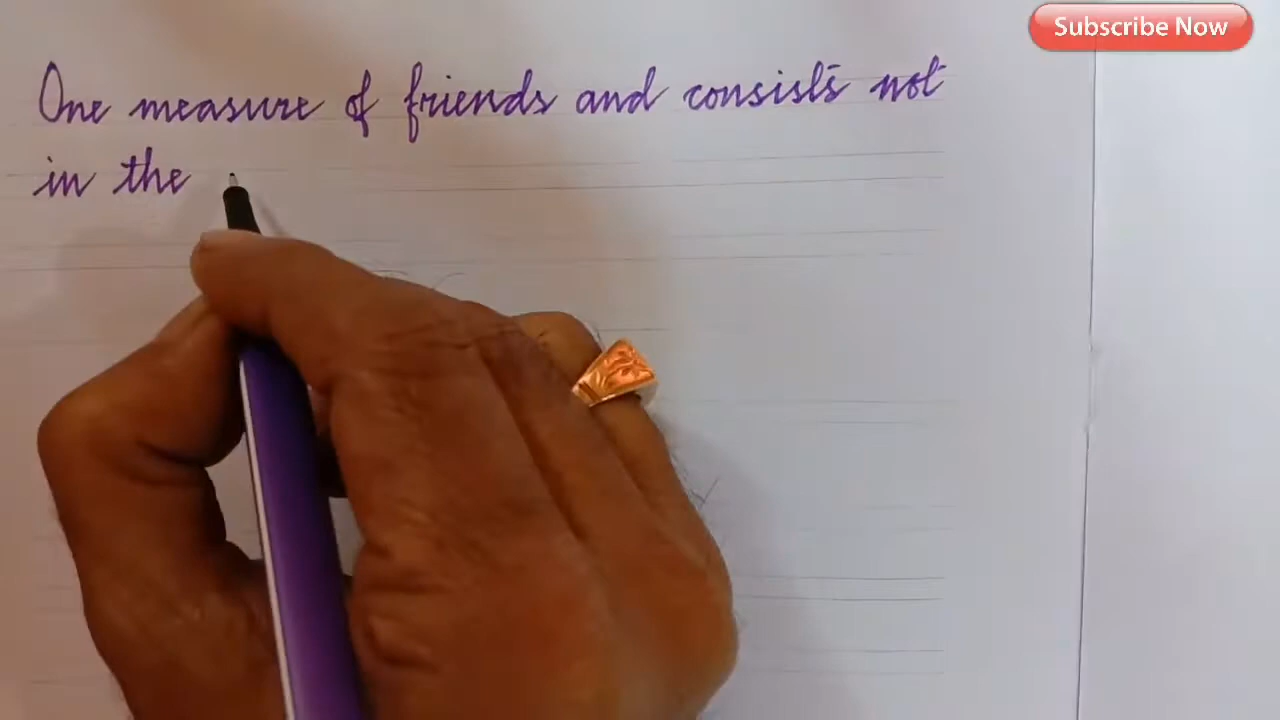 Subscribe Now
One measure of friends and consists not
in the